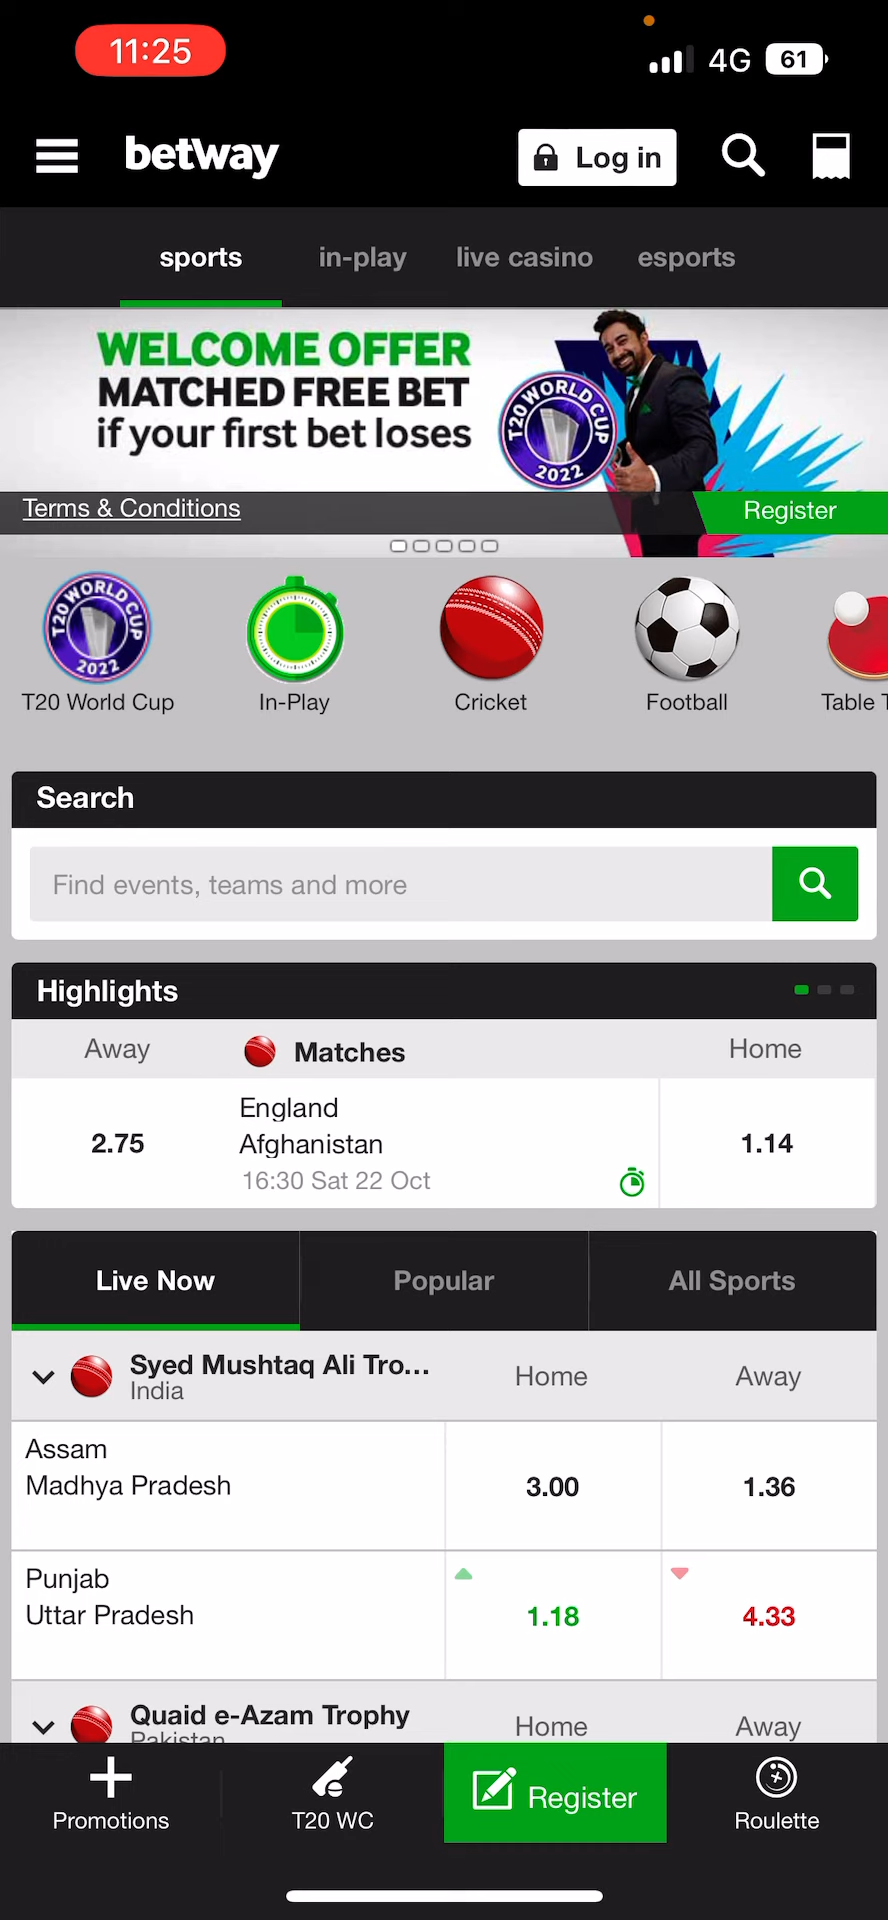 11:25
4G 61
betway
Log in
sports in-play live casino esports
WELCOME OFFER
MATCHED FREE BET
if your first bet loses
T20 WORLD CUP
2022
Terms & Conditions
Register
T20 WORLD CUP
2022
T20 World Cup In-Play Cricket Football Table T
Search
Find events, teams and more
Highlights
Away Matches Home
England
2.75 Afghanistan 1.14
16:30 Sat 22 Oct
Live Now Popular All Sports
Syed Mushtaq Ali Tro...
India
Home Away
Assam
Madhya Pradesh
3.00 1.36
Punjab
Uttar Pradesh
1.18 4.33
Quaid e-Azam Trophy
Pakistan
Home Away
Promotions T20 WC Register Roulette